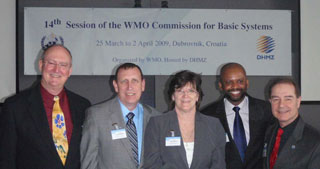 14th Session of the WMO Commission for Basic Systems
25 March to 2 April 2009, Dubrovnik, Croatia
Organized by WMO, Hosted by DHMZ
DHMZ